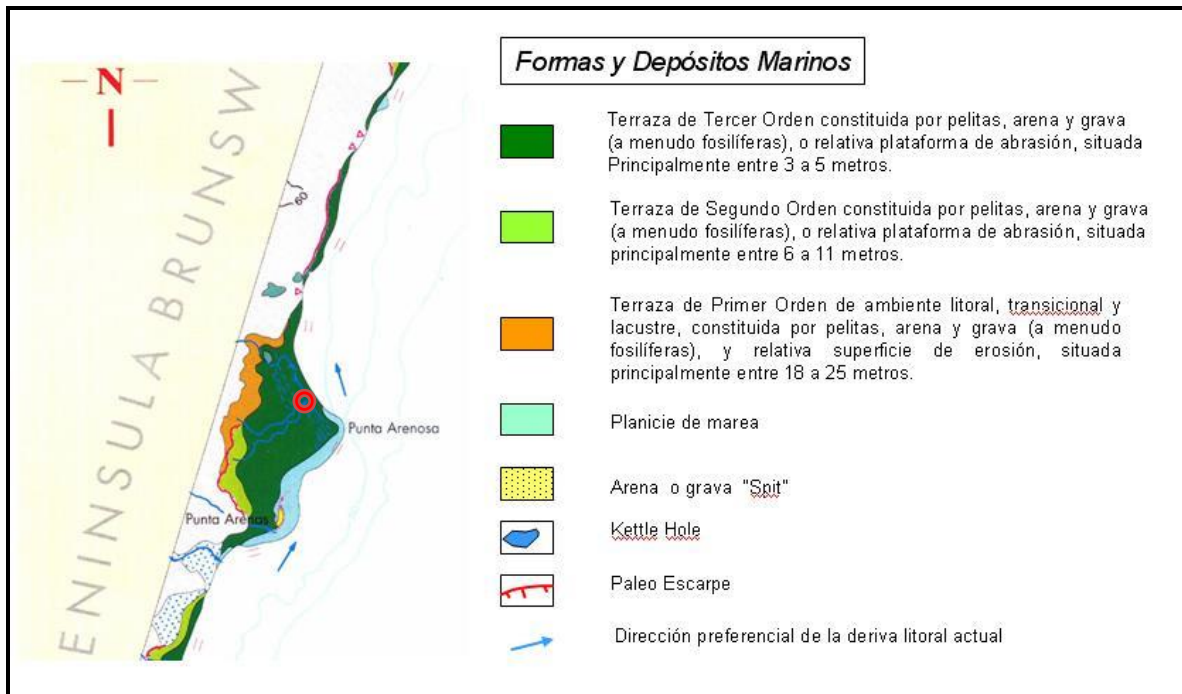 Formas y Depósitos Marinos
N
PENINSULA BRUNSW
60
Punta Arenosa
Punta Arenas
Terraza de Tercer Orden constituida por pelitas, arena y grava
(a menudo fosilíferas), o relativa plataforma de abrasión, situada
Principalmente entre 3 a 5 metros.
Terraza de Segundo Orden constituida por pelitas, arena y grava
(a menudo fosilíferas), o relativa plataforma de abrasión, situada
principalmente entre 6 a 11 metros.
Terraza de Primer Orden de ambiente litoral, transicional y
lacustre, constituida por pelitas, arena y grava (a menudo
fosilíferas), y relativa superficie de erosión, situada
principalmente entre 18 a 25 metros.
Planicie de marea
Arena o grava "Spit"
Kettle Hole
Paleo Escarpe
Dirección preferencial de la deriva litoral actual